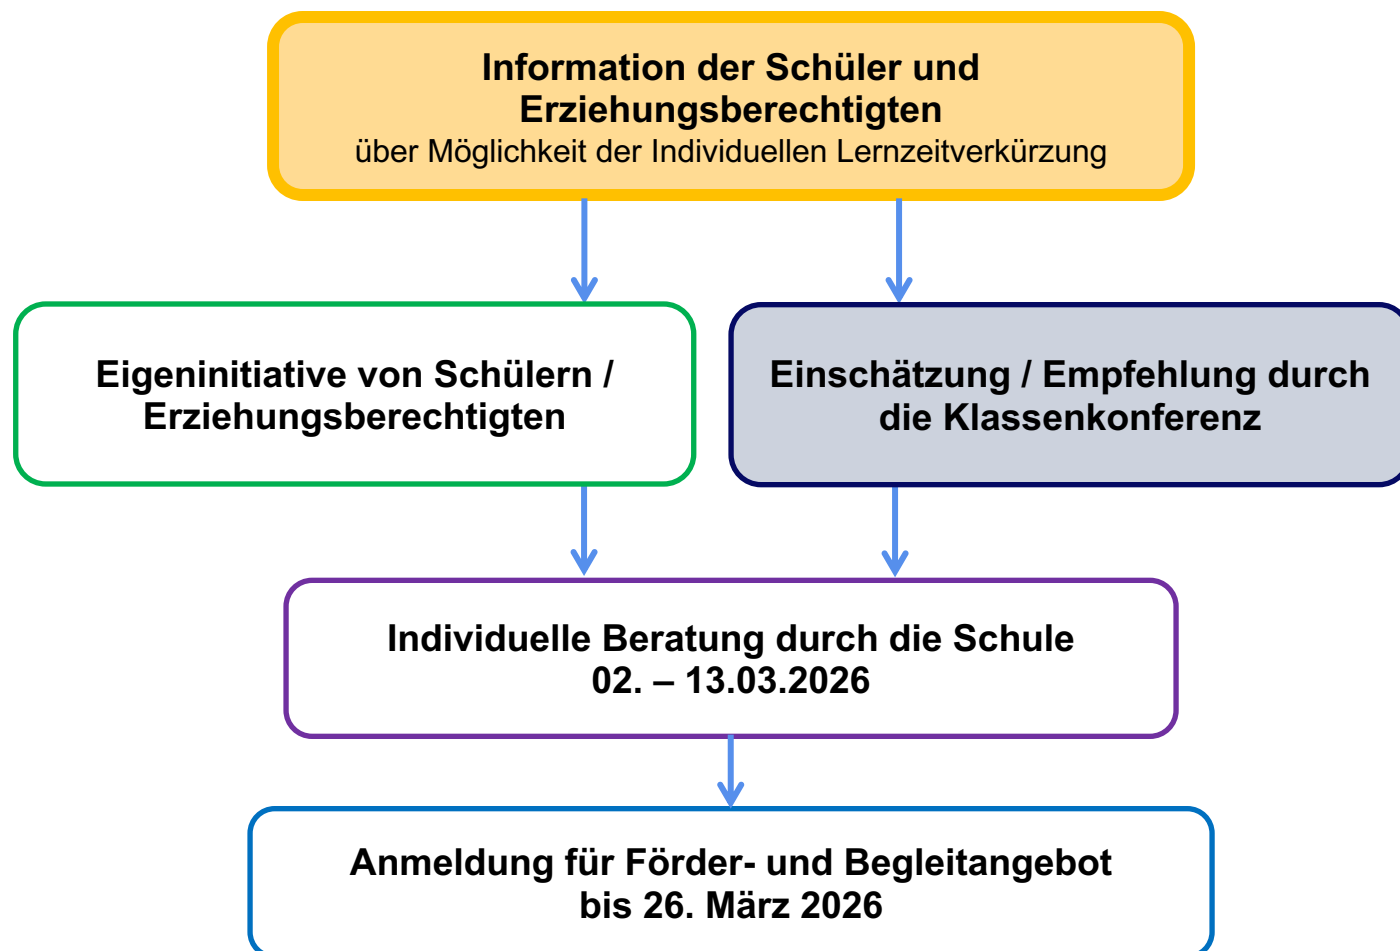 Information der Schüler und
Erziehungsberechtigten
über Möglichkeit der Individuellen Lernzeitverkürzung
Eigeninitiative von Schülern /
Erziehungsberechtigten
Einschätzung / Empfehlung durch
die Klassenkonferenz
Individuelle Beratung durch die Schule
02. – 13.03.2026
Anmeldung für Förder- und Begleitangebot
bis 26. März 2026